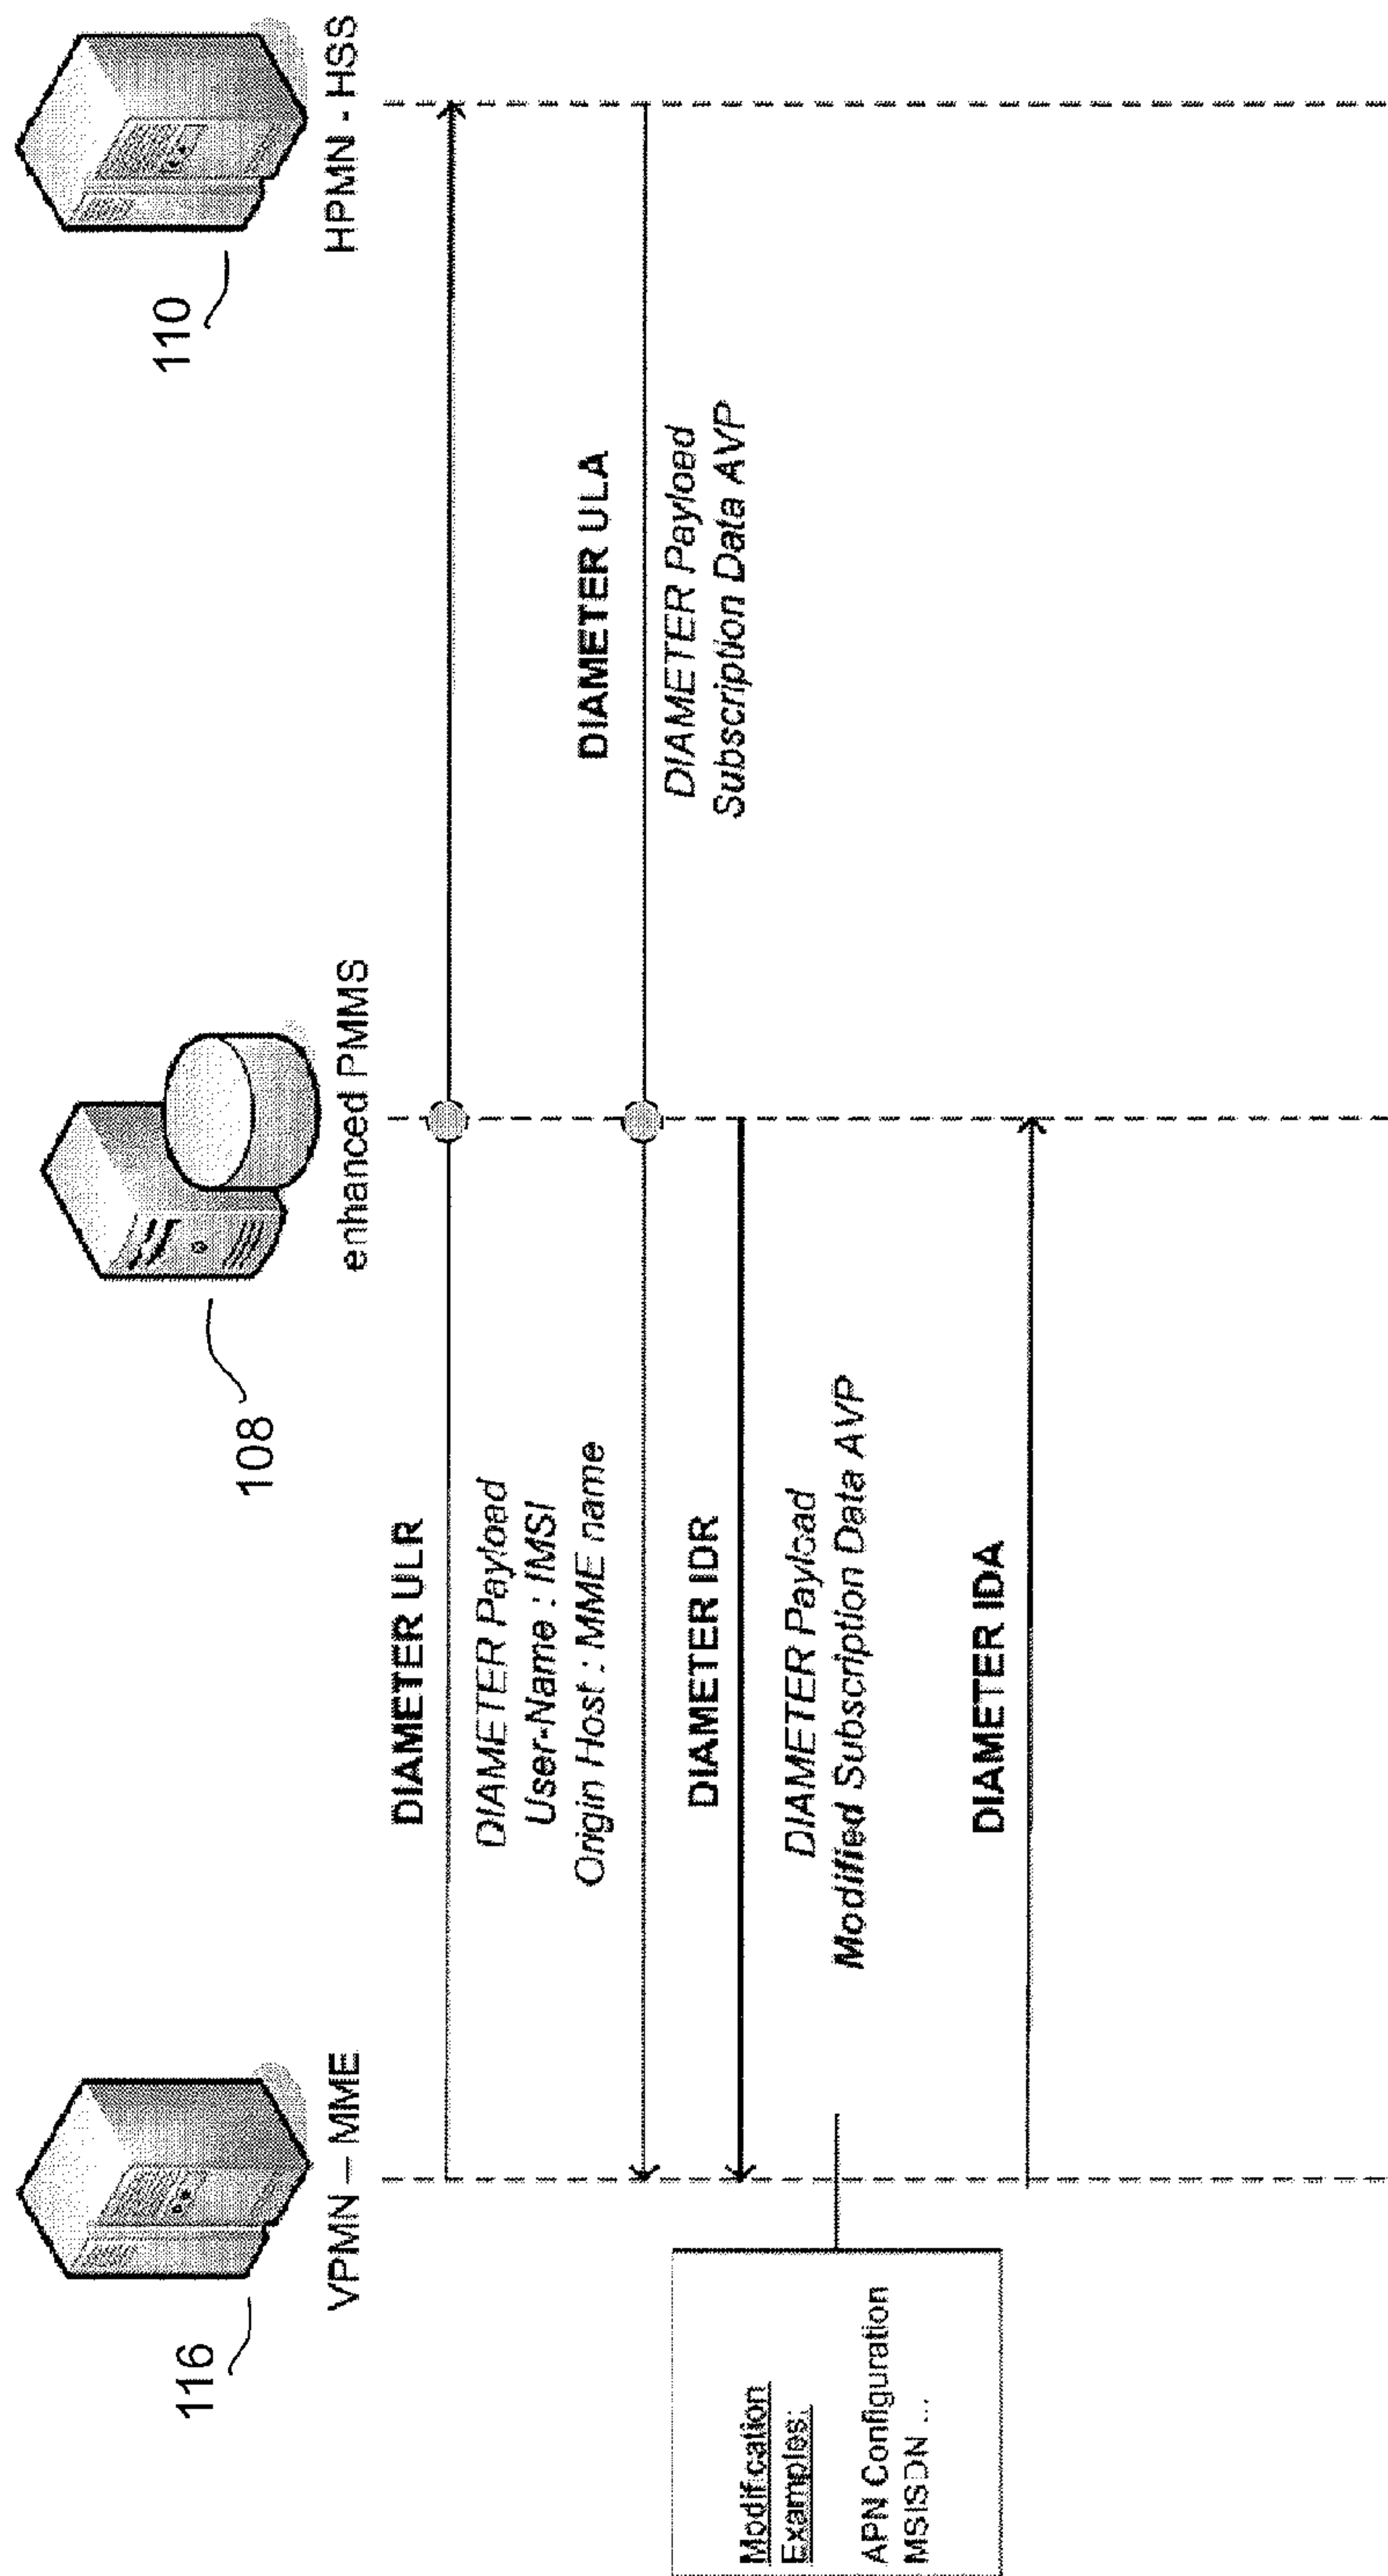 116
VPMN – MME
108
enhanced PMMS
110
HPMN - HSS
DIAMETER ULR
DIAMETER Payload
User-Name : IMSI
Origin Host : MME name
DIAMETER ULA
DIAMETER Payload
Subscription Data AVP
DIAMETER IDR
DIAMETER Payload
Modified Subscription Data AVP
Modification
Examples:
APN Configuration
MSISDN ...
DIAMETER IDA